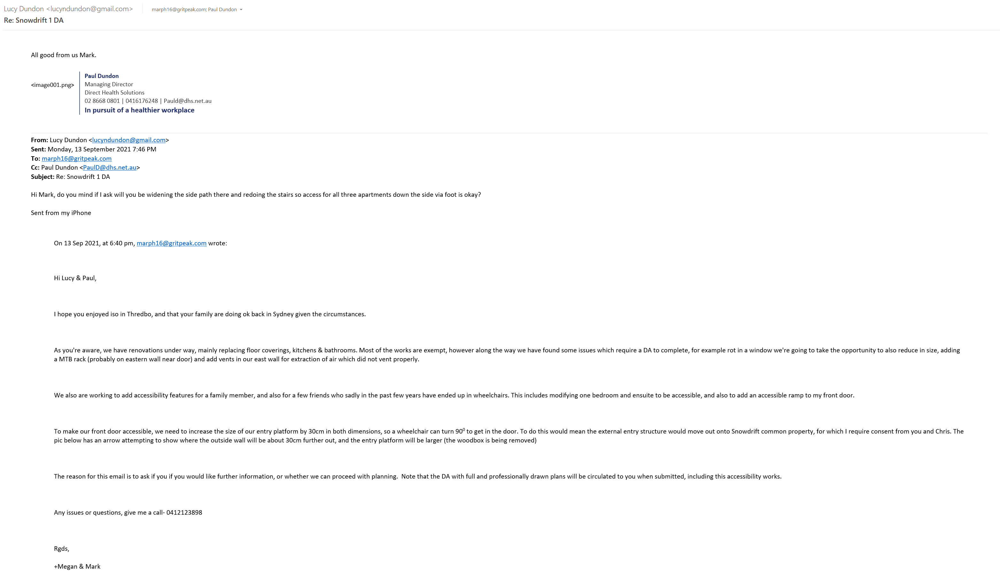 Lucy Dundon <lucyndundon@gmail.com> marph16@gritpeak.com; Paul Dundon
Re: Snowdrift 1 DA
All good from us Mark.
<image001.png>
Paul Dundon
Managing Director
Direct Health Solutions
02 8668 0801 | 0416176248 | Pauld@dhs.net.au
In pursuit of a healthier workplace
From: Lucy Dundon <lucyndundon@gmail.com>
Sent: Monday, 13 September 2021 7:46 PM
To: marph16@gritpeak.com
Cc: Paul Dundon <PaulD@dhs.net.au>
Subject: Re: Snowdrift 1 DA
Hi Mark, do you mind if I ask will you be widening the side path there and redoing the stairs so access for all three apartments down the side via foot is okay?
Sent from my iPhone
On 13 Sep 2021, at 6:40 pm, marph16@gritpeak.com wrote:
Hi Lucy & Paul,
I hope you enjoyed iso in Thredbo, and that your family are doing ok back in Sydney given the circumstances.
As you're aware, we have renovations under way, mainly replacing floor coverings, kitchens & bathrooms. Most of the works are exempt, however along the way we have found some issues which require a DA to complete, for example rot in a window we're going to take the opportunity to also reduce in size, adding
a MTB rack (probably on eastern wall near door) and add vents in our east wall for extraction of air which did not vent properly.
We also are working to add accessibility features for a family member, and also for a few friends who sadly in the past few years have ended up in wheelchairs. This includes modifying one bedroom and ensuite to be accessible, and also to add an accessible ramp to my front door.
To make our front door accessible, we need to increase the size of our entry platform by 30cm in both dimensions, so a wheelchair can turn 90⁰ to get in the door. To do this would mean the external entry structure would move out onto Snowdrift common property, for which I require consent from you and Chris. The
pic below has an arrow attempting to show where the outside wall will be about 30cm further out, and the entry platform will be larger (the woodbox is being removed)
The reason for this email is to ask if you if you would like further information, or whether we can proceed with planning.  Note that the DA with full and professionally drawn plans will be circulated to you when submitted, including this accessibility works.
Any issues or questions, give me a call- 0412123898
Rgds,
+Megan & Mark